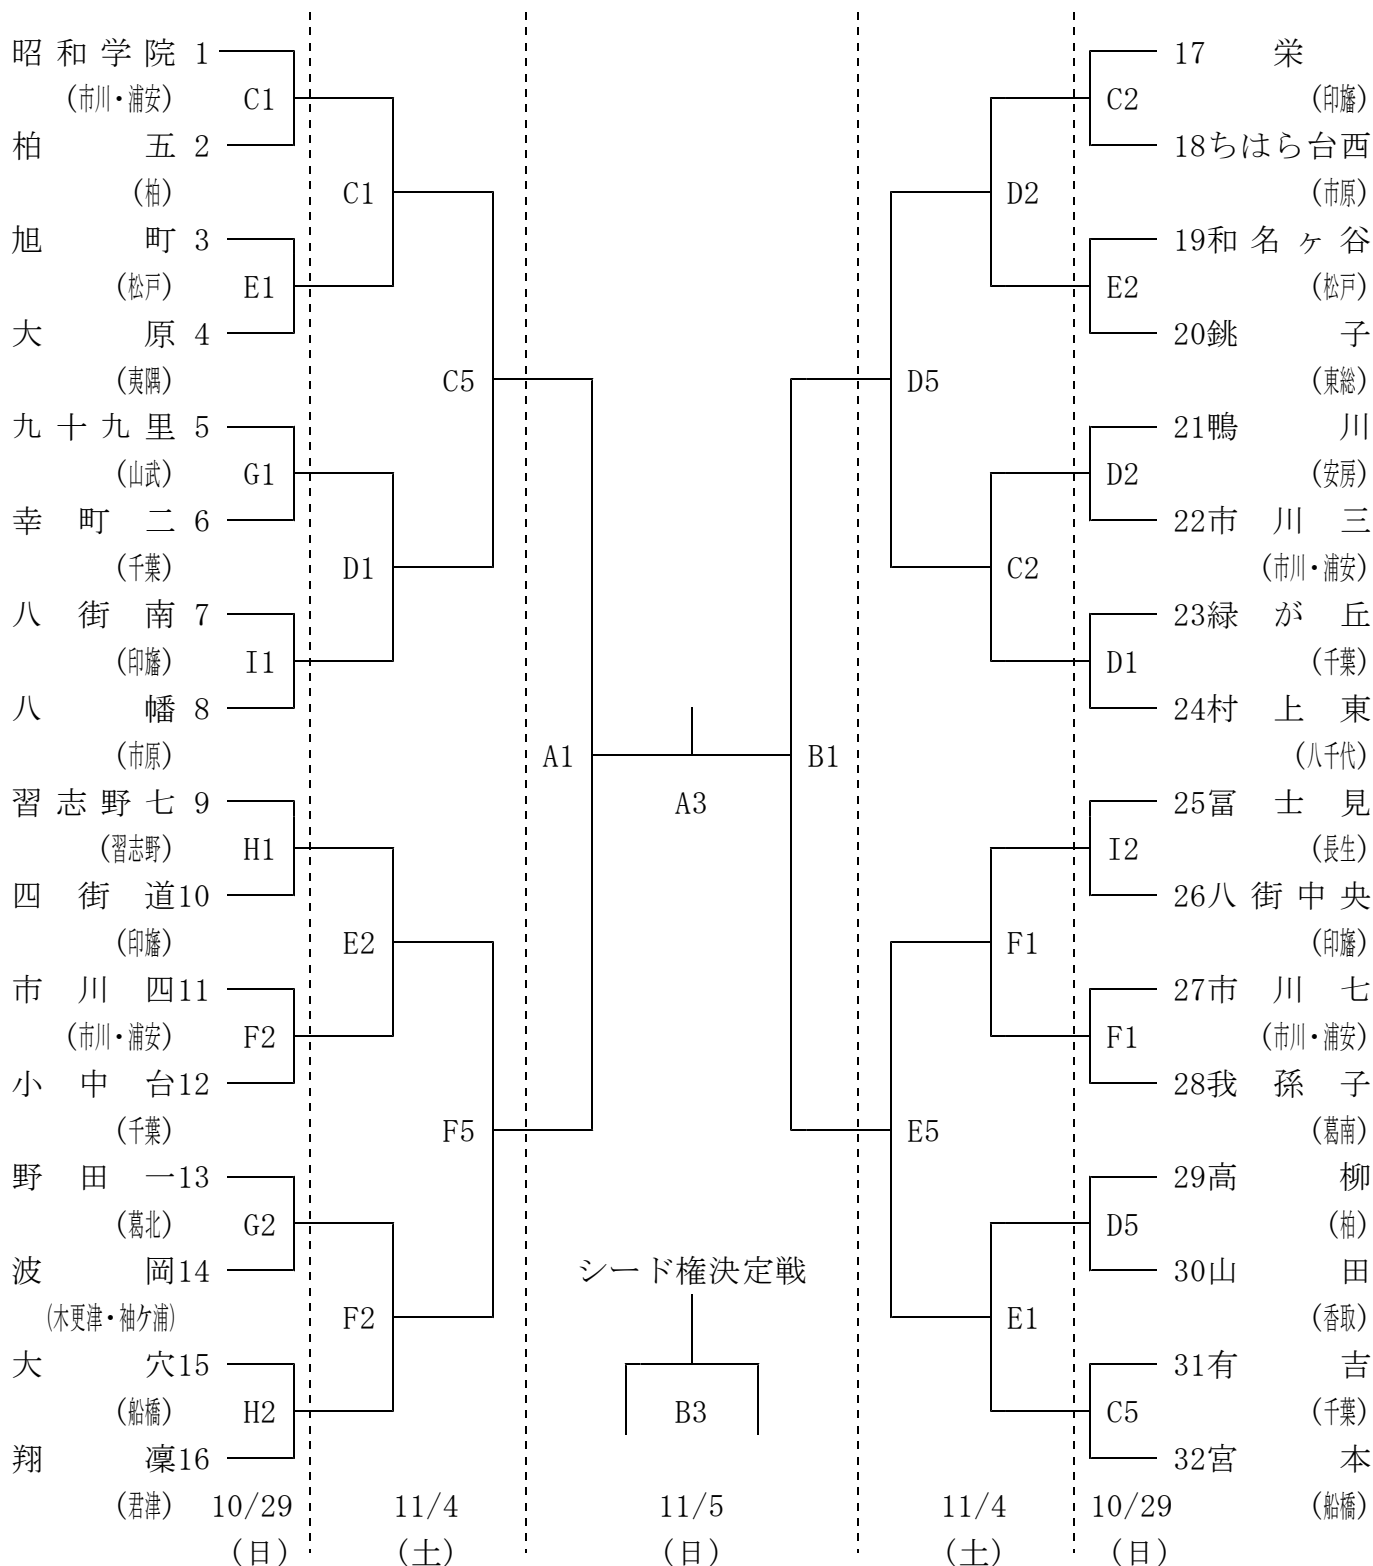 昭和学院 1
(市川・浦安) C1
柏五 2
(柏) C1
旭町 3
(松戸) E1
大原 4
(夷隅) C5
九十九里 5
(山武) G1
幸町二 6
(千葉) D1
八街南 7
(印旛) I1
八幡 8
(市原) A1
習志野七 9
(習志野) H1
四街道10
(印旛) E2
市川四11
(市川・浦安) F2
小中台12
(千葉) F5
野田一13
(葛北) G2
波岡14
(木更津・袖ケ浦) F2
大穴15
(船橋) H2
翔凜16
(君津)
A3
シード権決定戦
B3
17 栄
C2 (印旛)
18ちはら台西
D2 (市原)
19和名ヶ谷
E2 (松戸)
20銚子
D5 (東総)
21鴨川
D2 (安房)
22市川三
C2 (市川・浦安)
23緑が丘
D1 (千葉)
24村上東
B1 (八千代)
25冨士見
I2 (長生)
26八街中央
F1 (印旛)
27市川七
F1 (市川・浦安)
28我孫子
E5 (葛南)
29高柳
D5 (柏)
30山田
E1 (香取)
31有吉
C5 (千葉)
32宮本
(船橋)
10/29 11/4 11/5 11/4 10/29
(日) (土) (日) (土) (日)